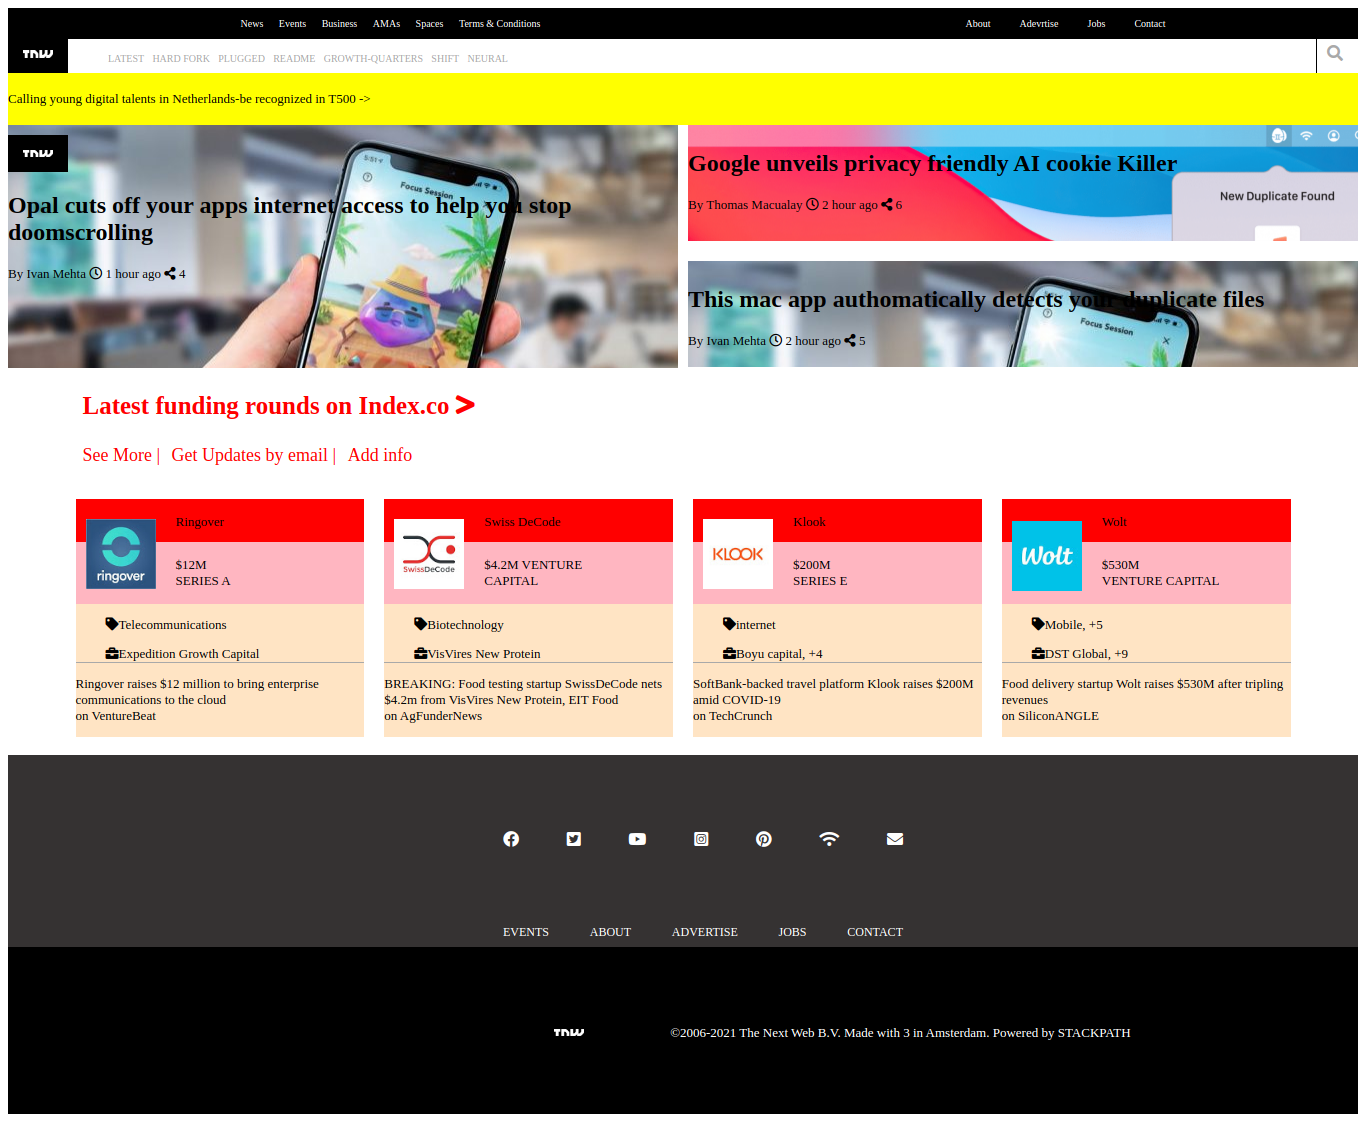 News Events Business AMAs Spaces Terms & Conditions About Adevrtise Jobs Contact
TNW LATEST HARD FORK PLUGGED README GROWTH-QUARTERS SHIFT NEURAL
Calling young digital talents in Netherlands-be recognized in T500 ->
TNW
5:51
Focus Session
Opal cuts off your apps internet access to help you stop
doomscrolling
By Ivan Mehta 1 hour ago 4
Google unveils privacy friendly AI cookie Killer
New Duplicate Found
By Thomas Macualay 2 hour ago 6
This mac app authomatically detects your duplicate files
Focus Session
By Ivan Mehta 2 hour ago 5
Latest funding rounds on Index.co >
See More | Get Updates by email | Add info
Ringover
ringover
$12M
SERIES A
Telecommunications
Expedition Growth Capital
Ringover raises $12 million to bring enterprise
communications to the cloud
on VentureBeat
Swiss DeCode
SwissDeCode
$4.2M VENTURE
CAPITAL
Biotechnology
VisVires New Protein
BREAKING: Food testing startup SwissDeCode nets
$4.2m from VisVires New Protein, EIT Food
on AgFunderNews
Klook
KLOOK
$200M
SERIES E
internet
Boyu capital, +4
SoftBank-backed travel platform Klook raises $200M
amid COVID-19
on TechCrunch
Wolt
Wolt
$530M
VENTURE CAPITAL
Mobile, +5
DST Global, +9
Food delivery startup Wolt raises $530M after tripling
revenues
on SiliconANGLE
EVENTS ABOUT ADVERTISE JOBS CONTACT
TNW ©2006-2021 The Next Web B.V. Made with 3 in Amsterdam. Powered by STACKPATH